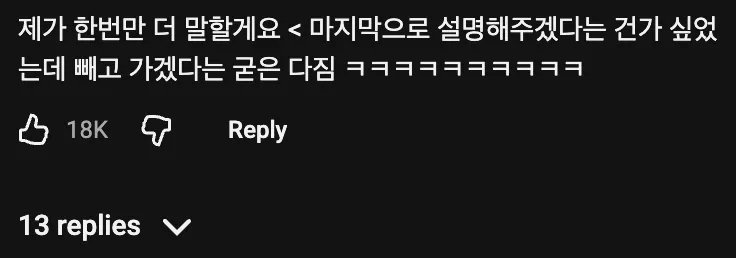 제가 한번만 더 말할게요 < 마지막으로 설명해주겠다는 건가 싶었
는데 빼고 가겠다는 굳은 다짐 ㅋㅋㅋㅋㅋㅋㅋㅋㅋㅋ
18K Reply
13 replies